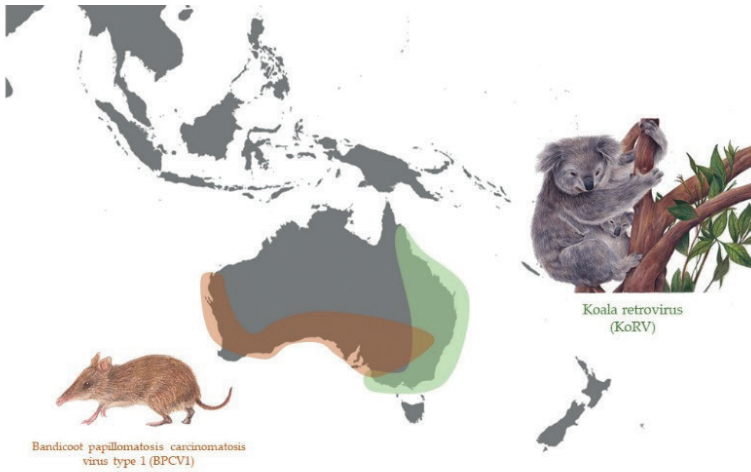 Koala retrovirus
(KoRV)
Bandicoot papillomatosis carcinomatosis
virus type 1 (BPCV1)